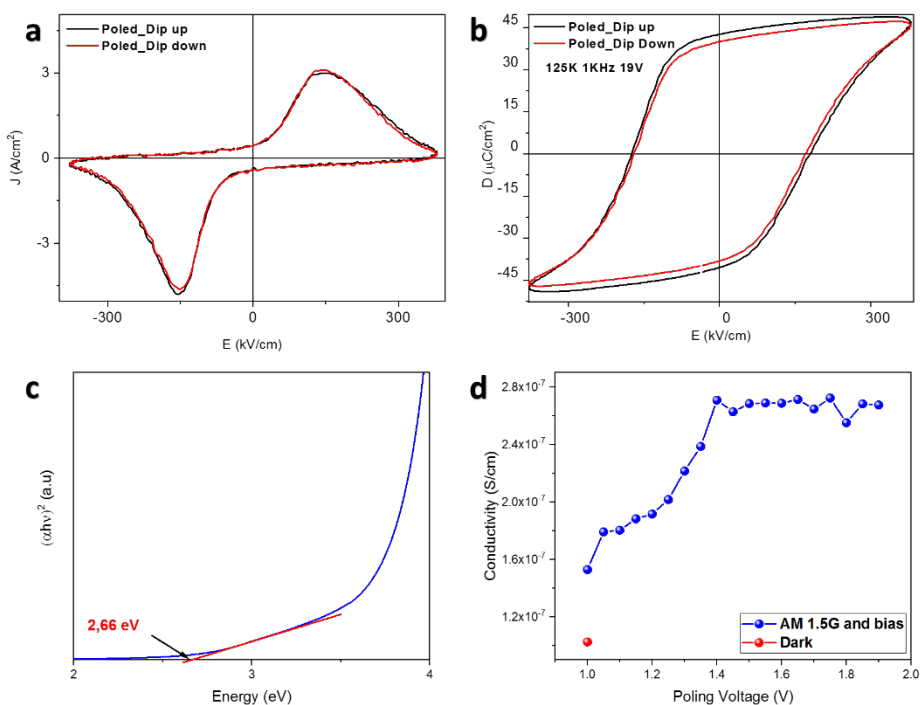 a
Poled_Dip up
Poled_Dip down
3
0
-3
J (A/cm²)
-300
0
300
E (kV/cm)
b
Poled_Dip up
Poled_Dip Down
125K 1KHz 19V
45
30
15
0
-15
-30
-45
D (μC/cm²)
-300
0
300
E (kV/cm)
c
(αhν)² (a.u)
2,66 eV
2
3
4
Energy (eV)
d
2.8x10⁻⁷
2.4x10⁻⁷
2.0x10⁻⁷
1.6x10⁻⁷
1.2x10⁻⁷
Conductivity (S/cm)
AM 1.5G and bias
Dark
1.0
1.2
1.4
1.6
1.8
2.0
Poling Voltage (V)